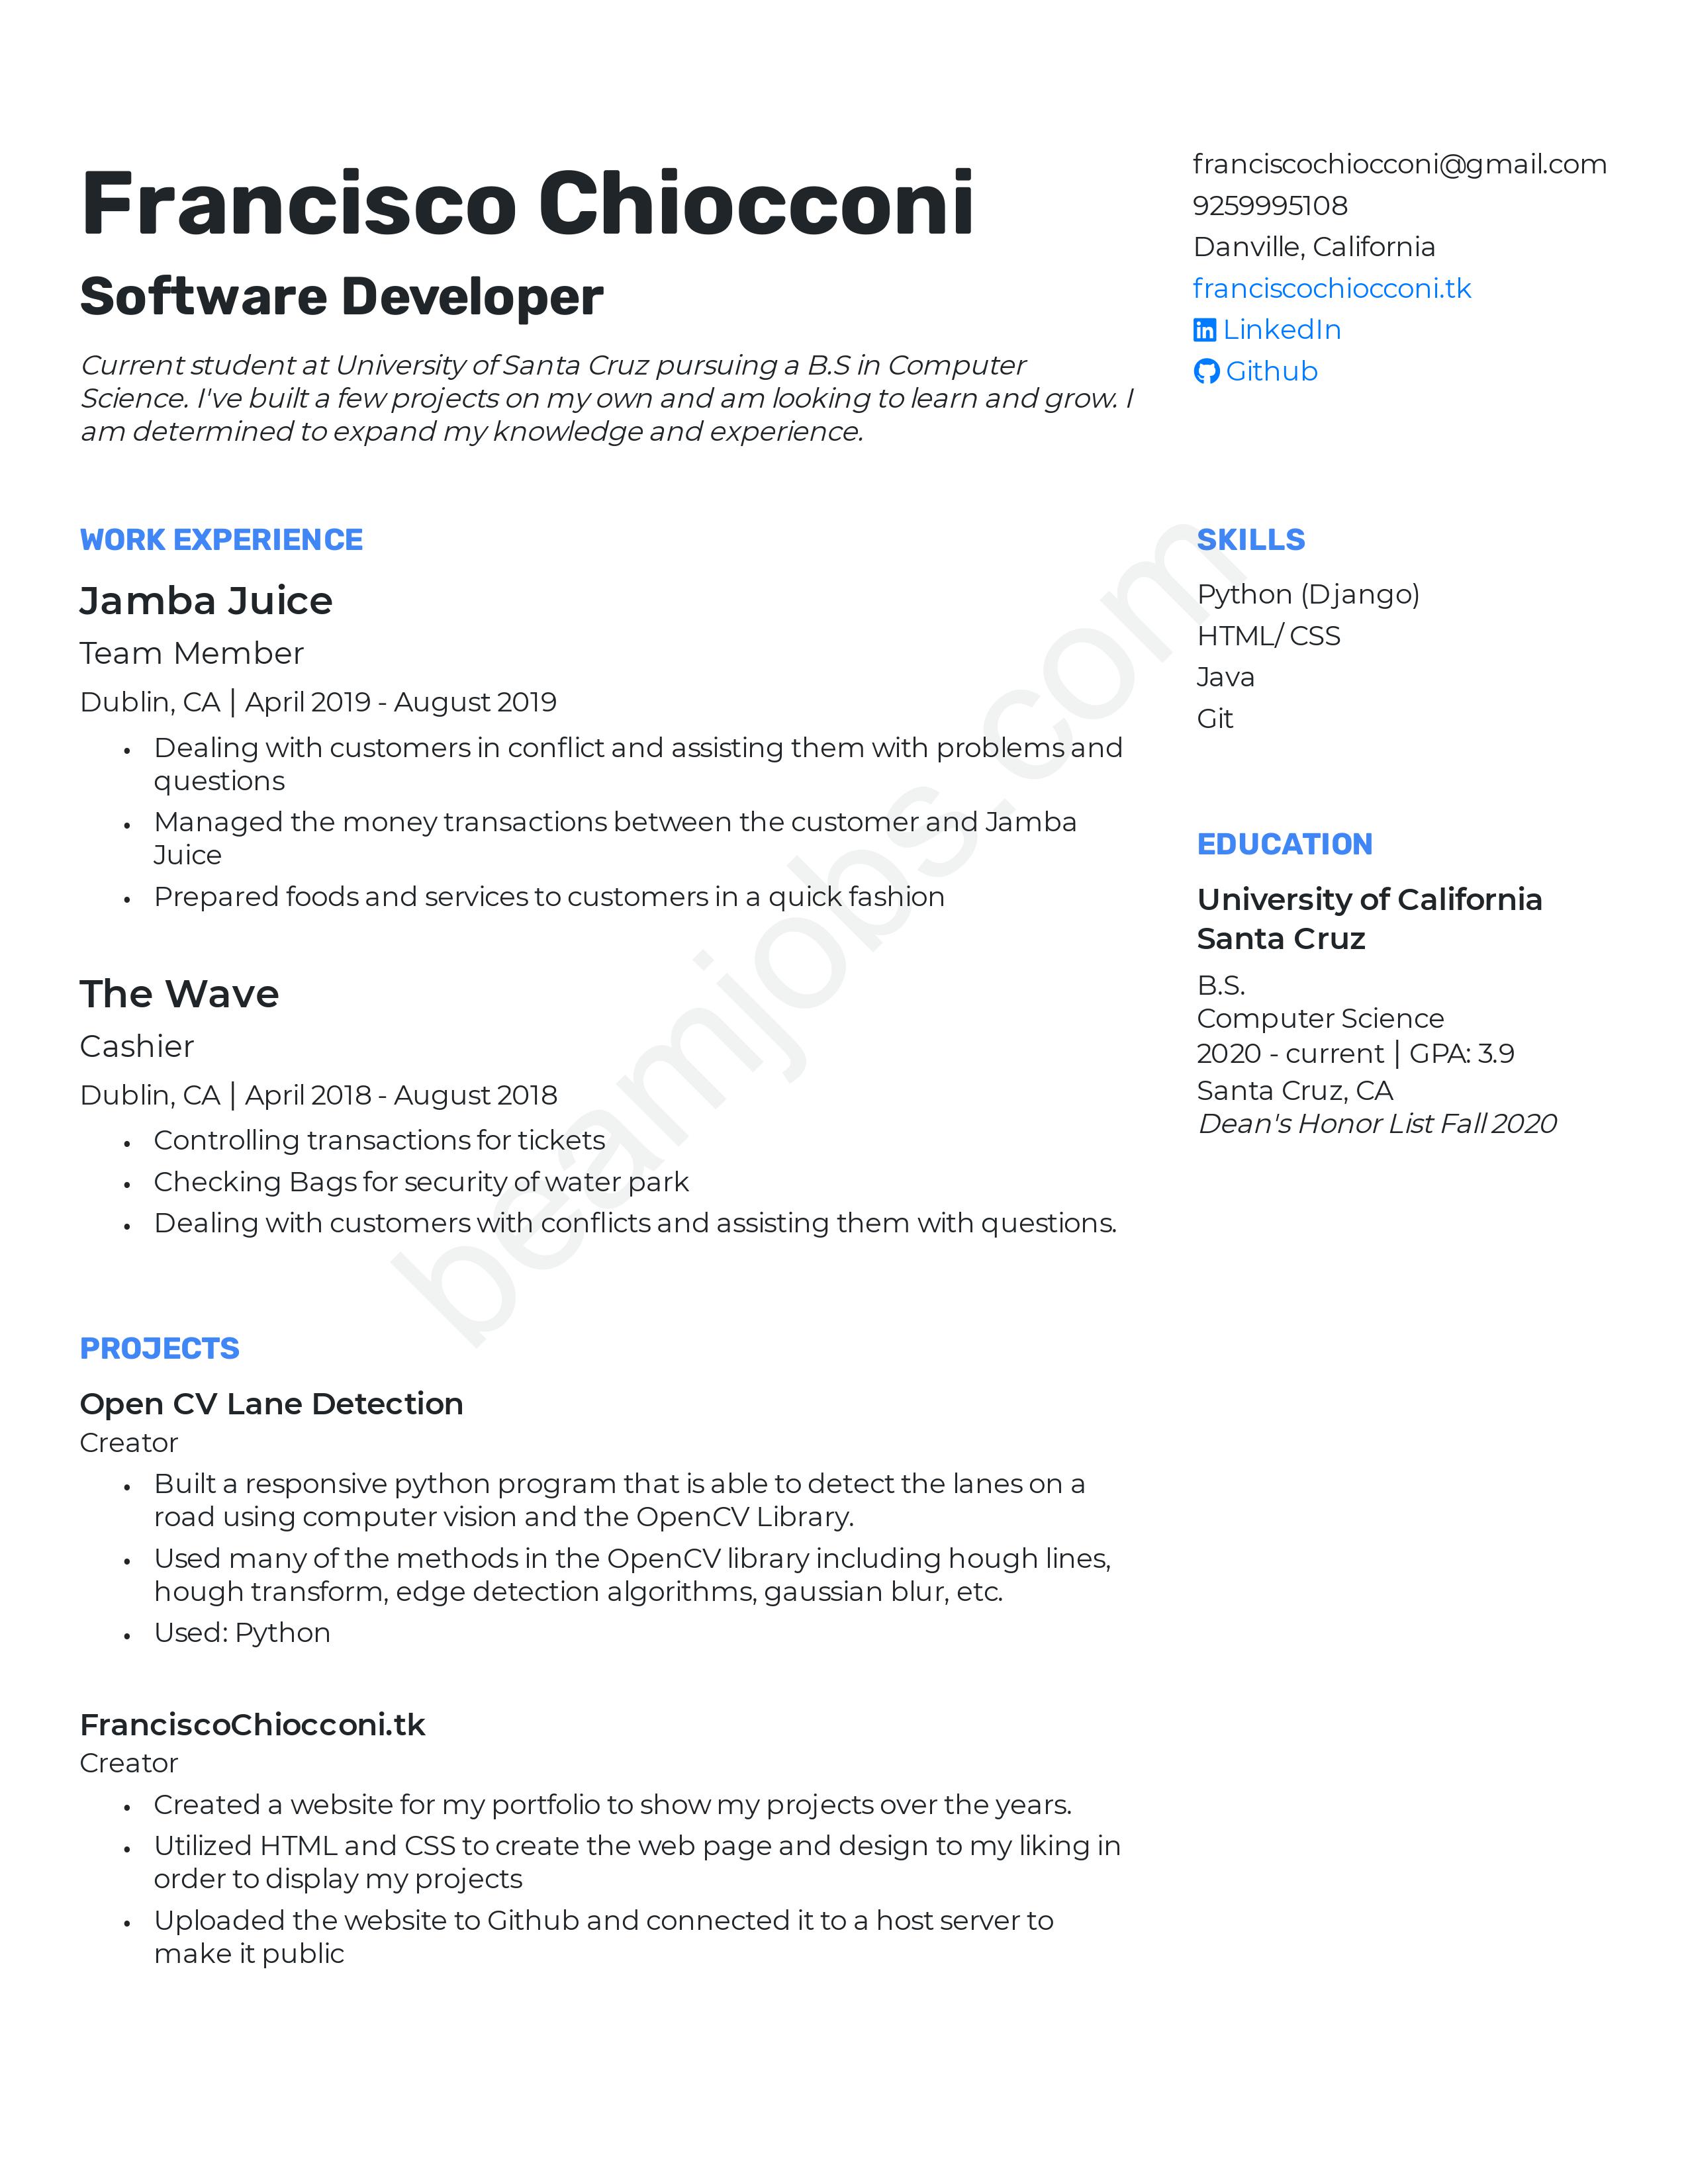 Francisco Chiocconi
Software Developer
Current student at University of Santa Cruz pursuing a B.S in Computer
Science. I've built a few projects on my own and am looking to learn and grow. I
am determined to expand my knowledge and experience.
franciscochiocconi@gmail.com
9259995108
Danville, California
franciscochiocconi.tk
LinkedIn
Github
WORK EXPERIENCE
Jamba Juice
Team Member
Dublin, CA | April 2019 - August 2019
• Dealing with customers in conflict and assisting them with problems and
questions
• Managed the money transactions between the customer and Jamba
Juice
• Prepared foods and services to customers in a quick fashion
The Wave
Cashier
Dublin, CA | April 2018 - August 2018
• Controlling transactions for tickets
• Checking Bags for security of water park
• Dealing with customers with conflicts and assisting them with questions.
PROJECTS
Open CV Lane Detection
Creator
• Built a responsive python program that is able to detect the lanes on a
road using computer vision and the OpenCV Library.
• Used many of the methods in the OpenCV library including hough lines,
hough transform, edge detection algorithms, gaussian blur, etc.
• Used: Python
FranciscoChiocconi.tk
Creator
• Created a website for my portfolio to show my projects over the years.
• Utilized HTML and CSS to create the web page and design to my liking in
order to display my projects
• Uploaded the website to Github and connected it to a host server to
make it public
SKILLS
Python (Django)
HTML/ CSS
Java
Git
EDUCATION
University of California
Santa Cruz
B.S.
Computer Science
2020 - current | GPA: 3.9
Santa Cruz, CA
Dean's Honor List Fall 2020
beamjobs.com